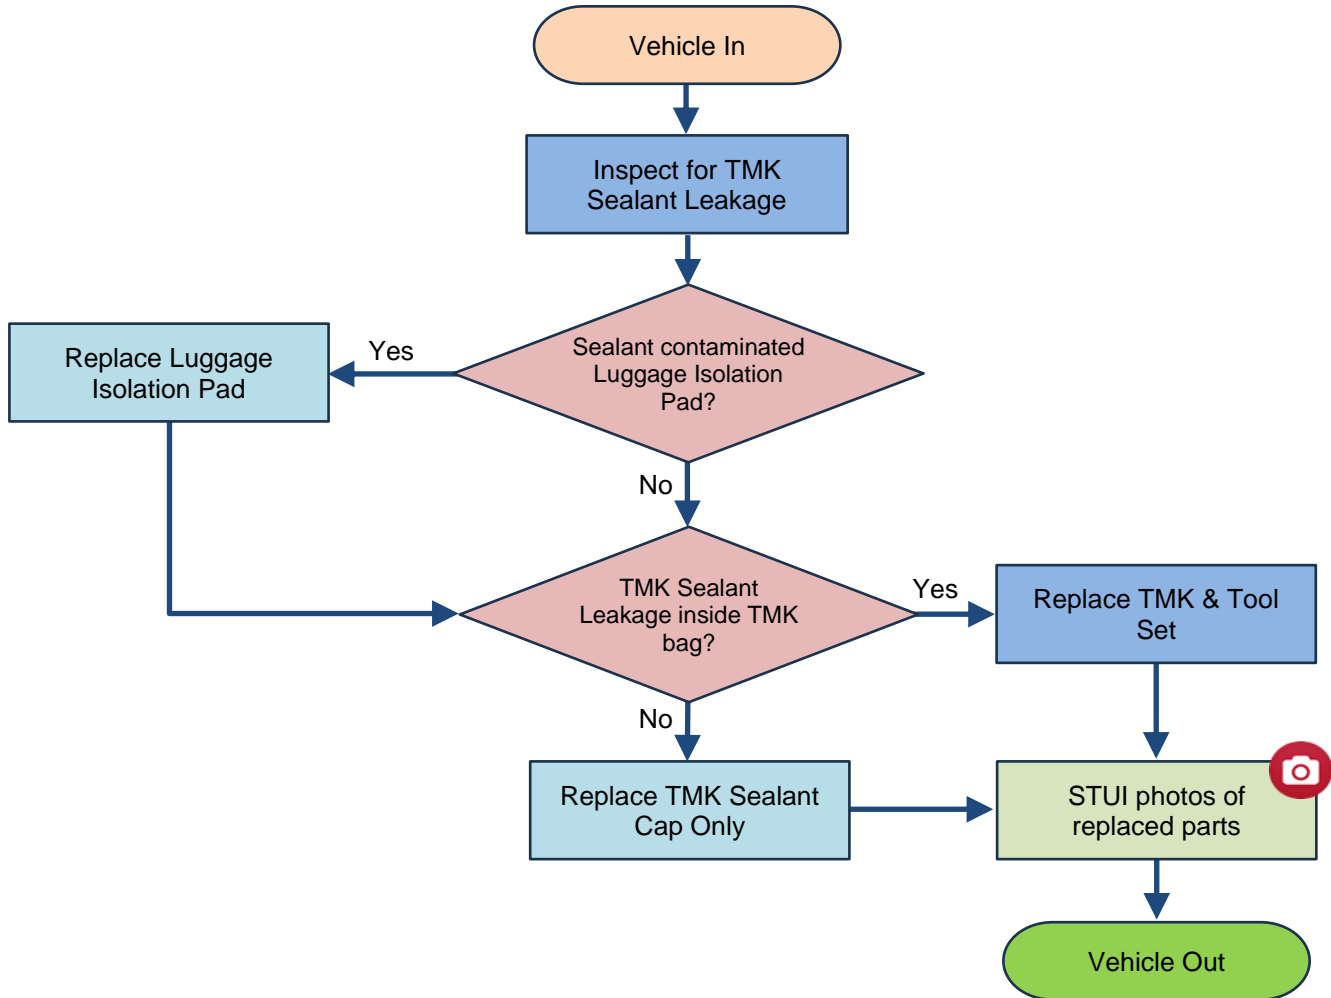 Vehicle In
Inspect for TMK
Sealant Leakage
Sealant contaminated
Luggage Isolation
Pad?
Yes
Replace Luggage
Isolation Pad
No
TMK Sealant
Leakage inside TMK
bag?
Yes
Replace TMK & Tool
Set
No
Replace TMK Sealant
Cap Only
STUI photos of
replaced parts
Vehicle Out